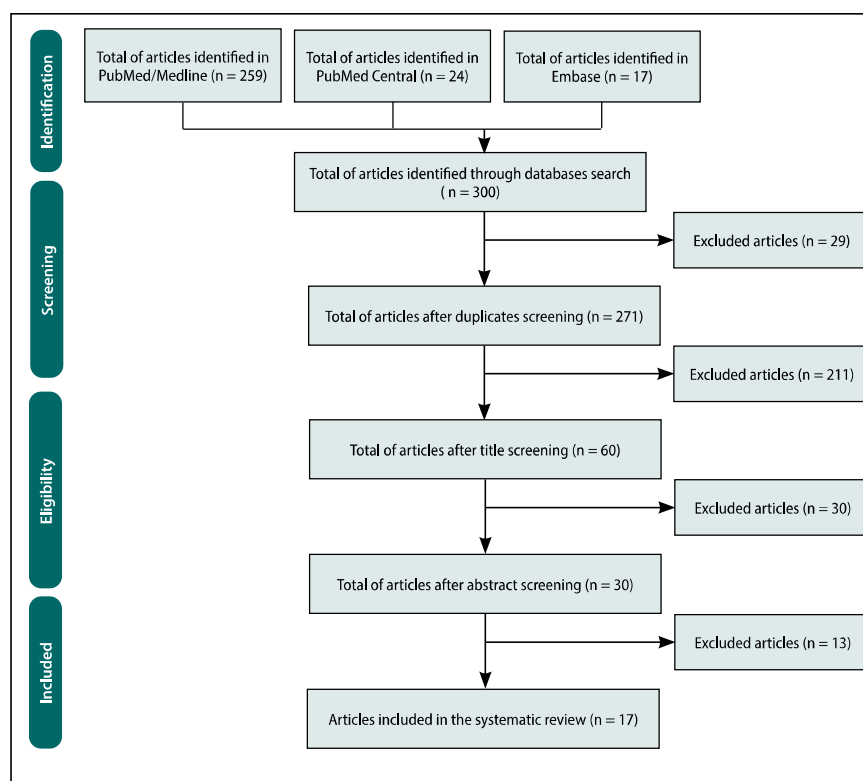 Identification
Total of articles identified in
PubMed/Medline (n = 259)
Total of articles identified in
PubMed Central (n = 24)
Total of articles identified in
Embase (n = 17)
Total of articles identified through databases search
( n = 300)
Screening
Excluded articles (n = 29)
Total of articles after duplicates screening (n = 271)
Excluded articles (n = 211)
Eligibility
Total of articles after title screening (n = 60)
Excluded articles (n = 30)
Total of articles after abstract screening (n = 30)
Included
Excluded articles (n = 13)
Articles included in the systematic review (n = 17)